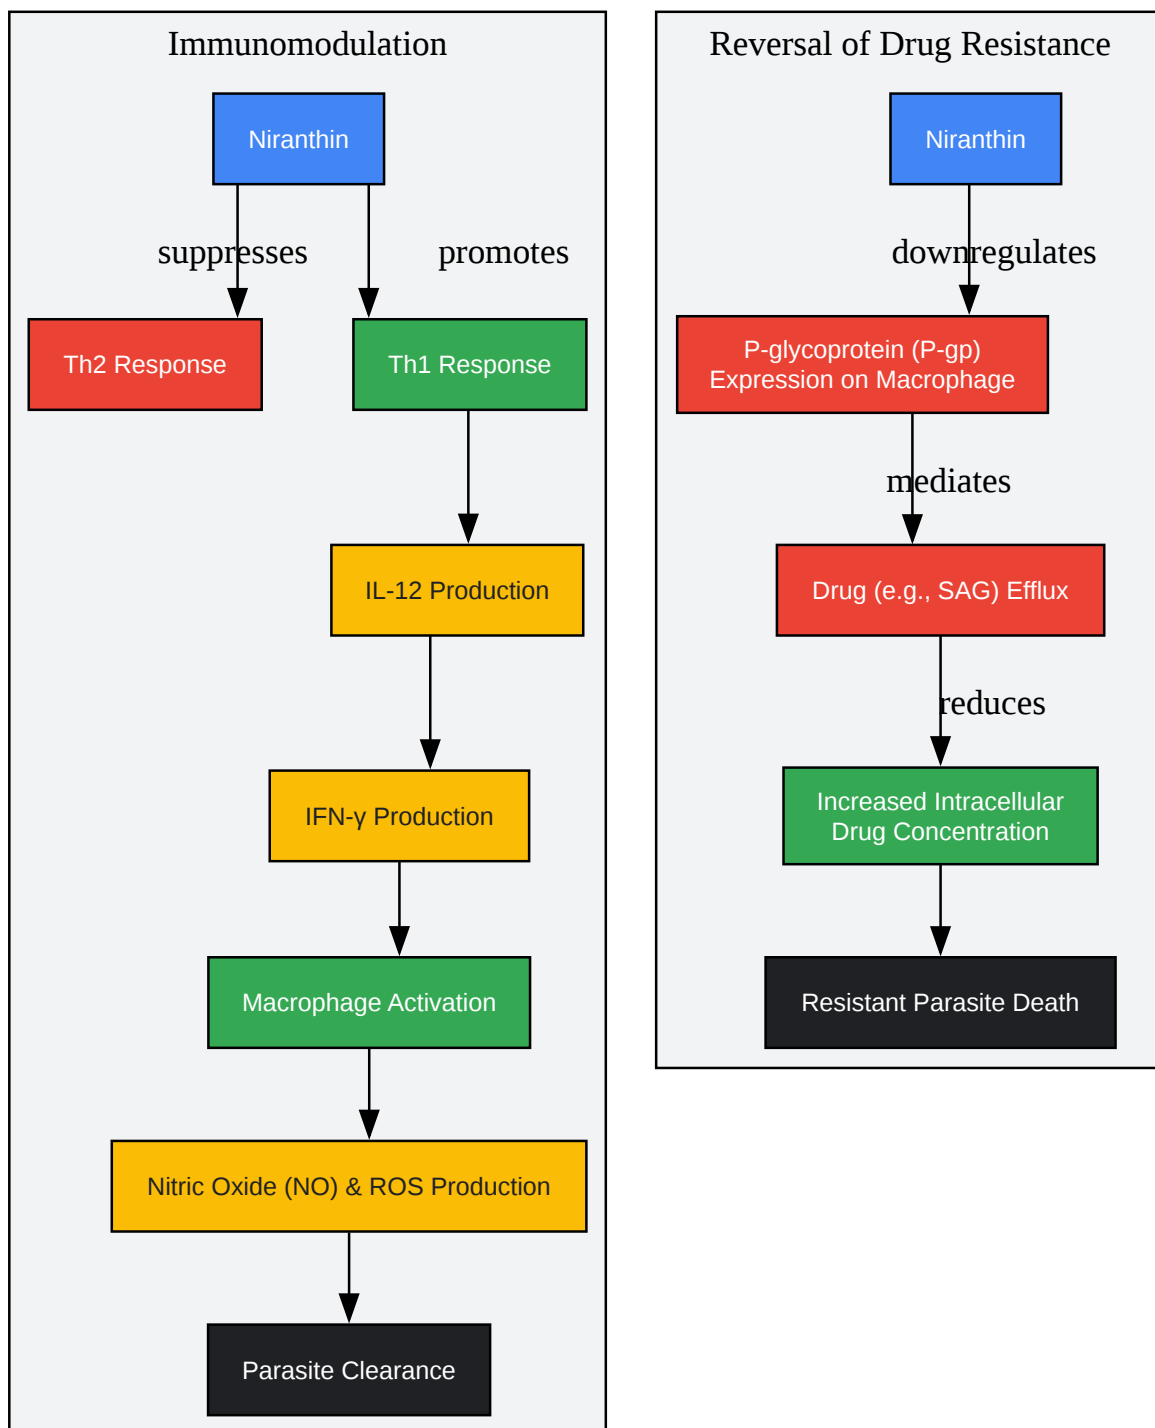 Immunomodulation
Niranthin
suppresses
promotes
Th2 Response
Th1 Response
IL-12 Production
IFN-γ Production
Macrophage Activation
Nitric Oxide (NO) & ROS Production
Parasite Clearance
Reversal of Drug Resistance
Niranthin
downregulates
P-glycoprotein (P-gp)
Expression on Macrophage
mediates
Drug (e.g., SAG) Efflux
reduces
Increased Intracellular
Drug Concentration
Resistant Parasite Death